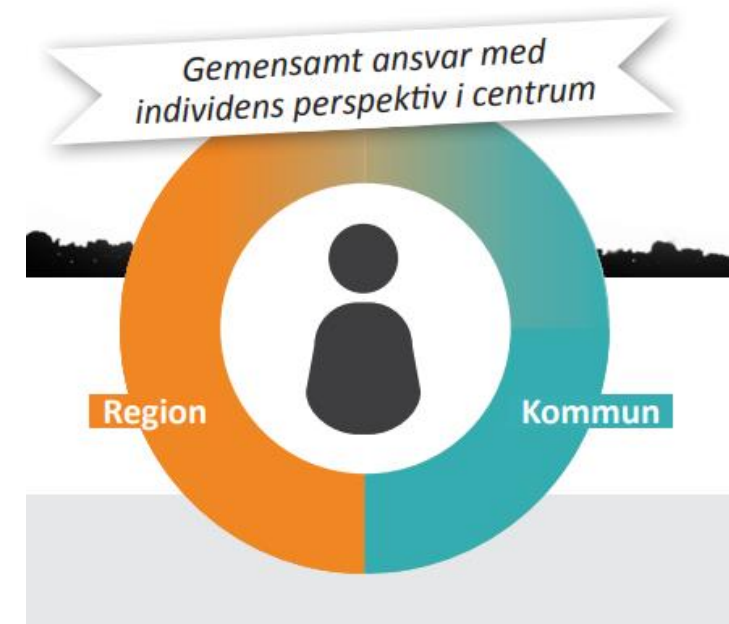 Gemensamt ansvar med
individens perspektiv i centrum
Region
Kommun